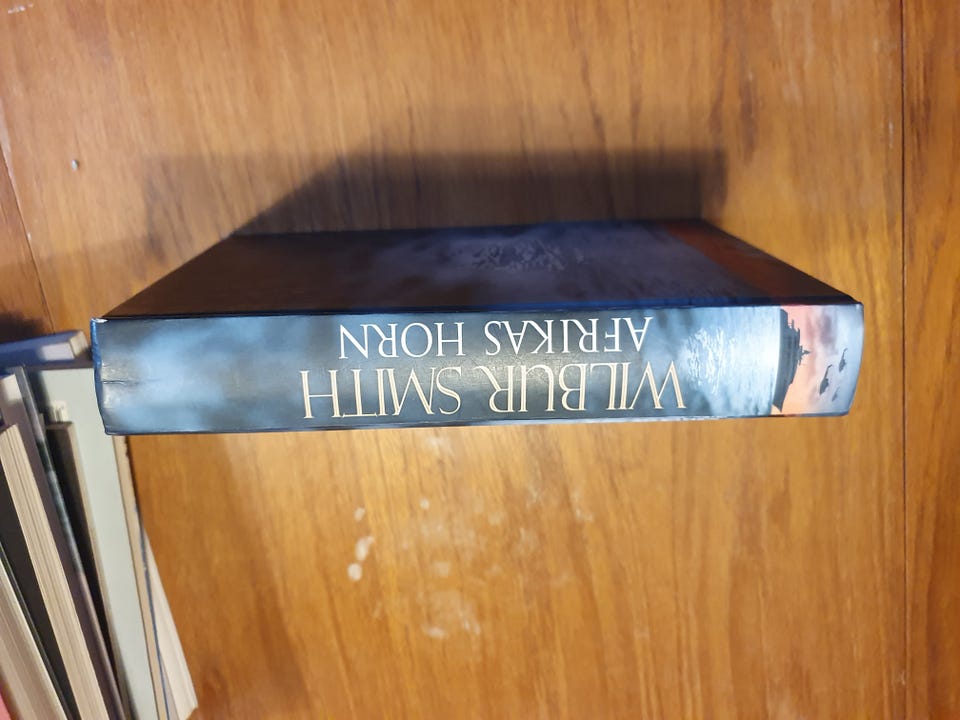 WILBUR SMITH
AFRIKAS HORN